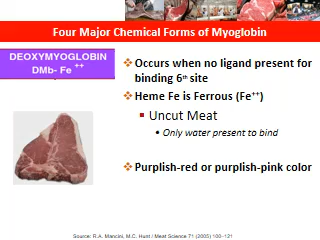 Four Major Chemical Forms of Myoglobin
DEOXYMYOGLOBIN
DMb- Fe ++
Occurs when no ligand present for
binding 6th site
Heme Fe is Ferrous (Fe++)
Uncut Meat
Only water present to bind
Purplish-red or purplish-pink color
Source: R.A. Mancini, M.C. Hunt / Meat Science 71 (2005) 100–121